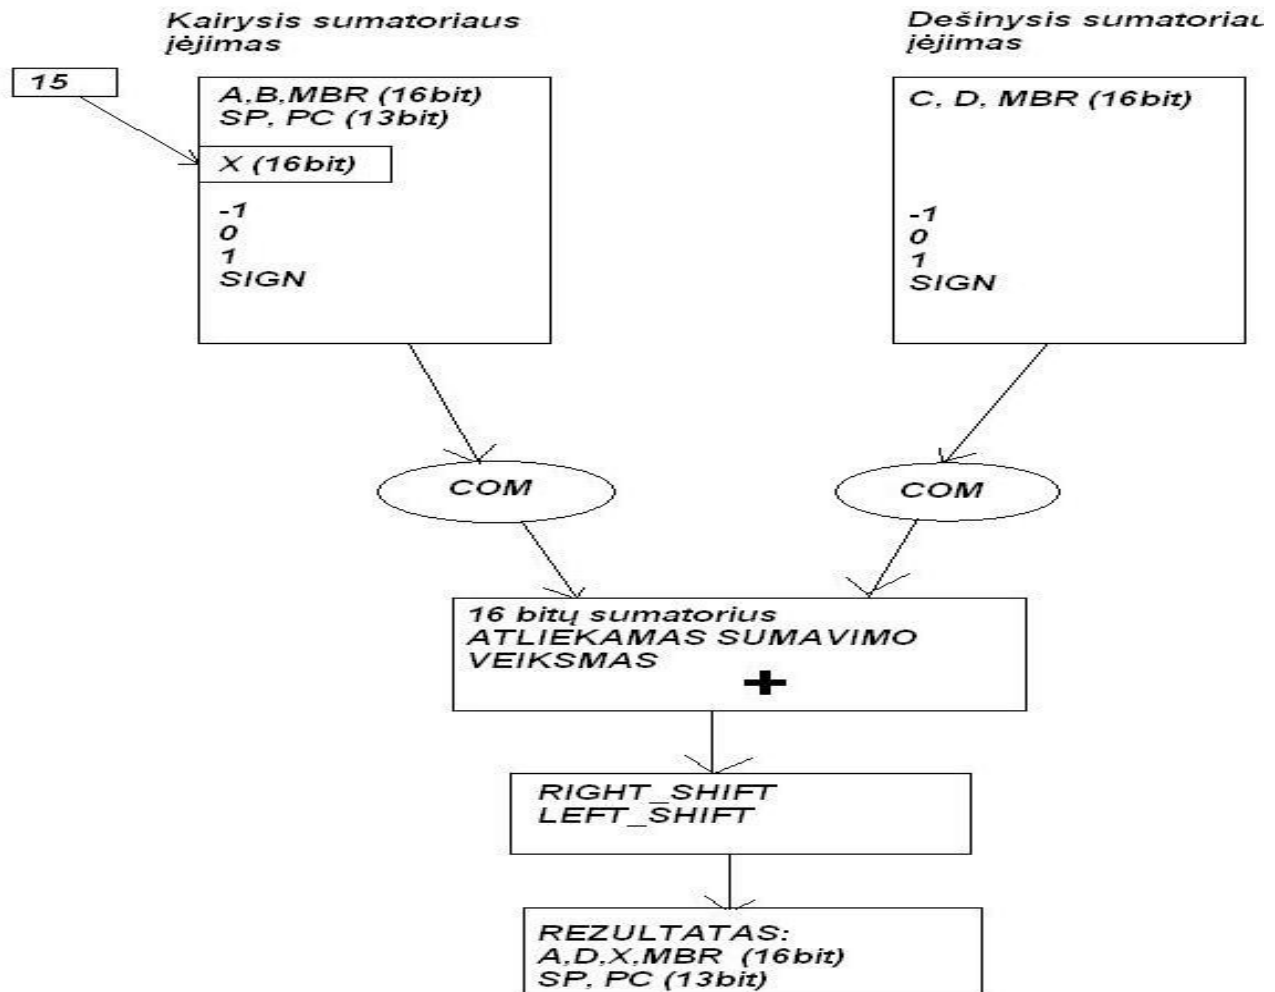 Kairysis sumatoriaus
įėjimas
15
A,B,MBR (16bit)
SP, PC (13bit)
X (16bit)
-1
0
1
SIGN
Dešinysis sumatoriau
įėjimas
C, D, MBR (16bit)
-1
0
1
SIGN
COM
COM
16 bitų sumatorius
ATLIEKAMAS SUMAVIMO
VEIKSMAS
+
RIGHT_SHIFT
LEFT_SHIFT
REZULTATAS:
A,D,X,MBR (16bit)
SP, PC (13bit)